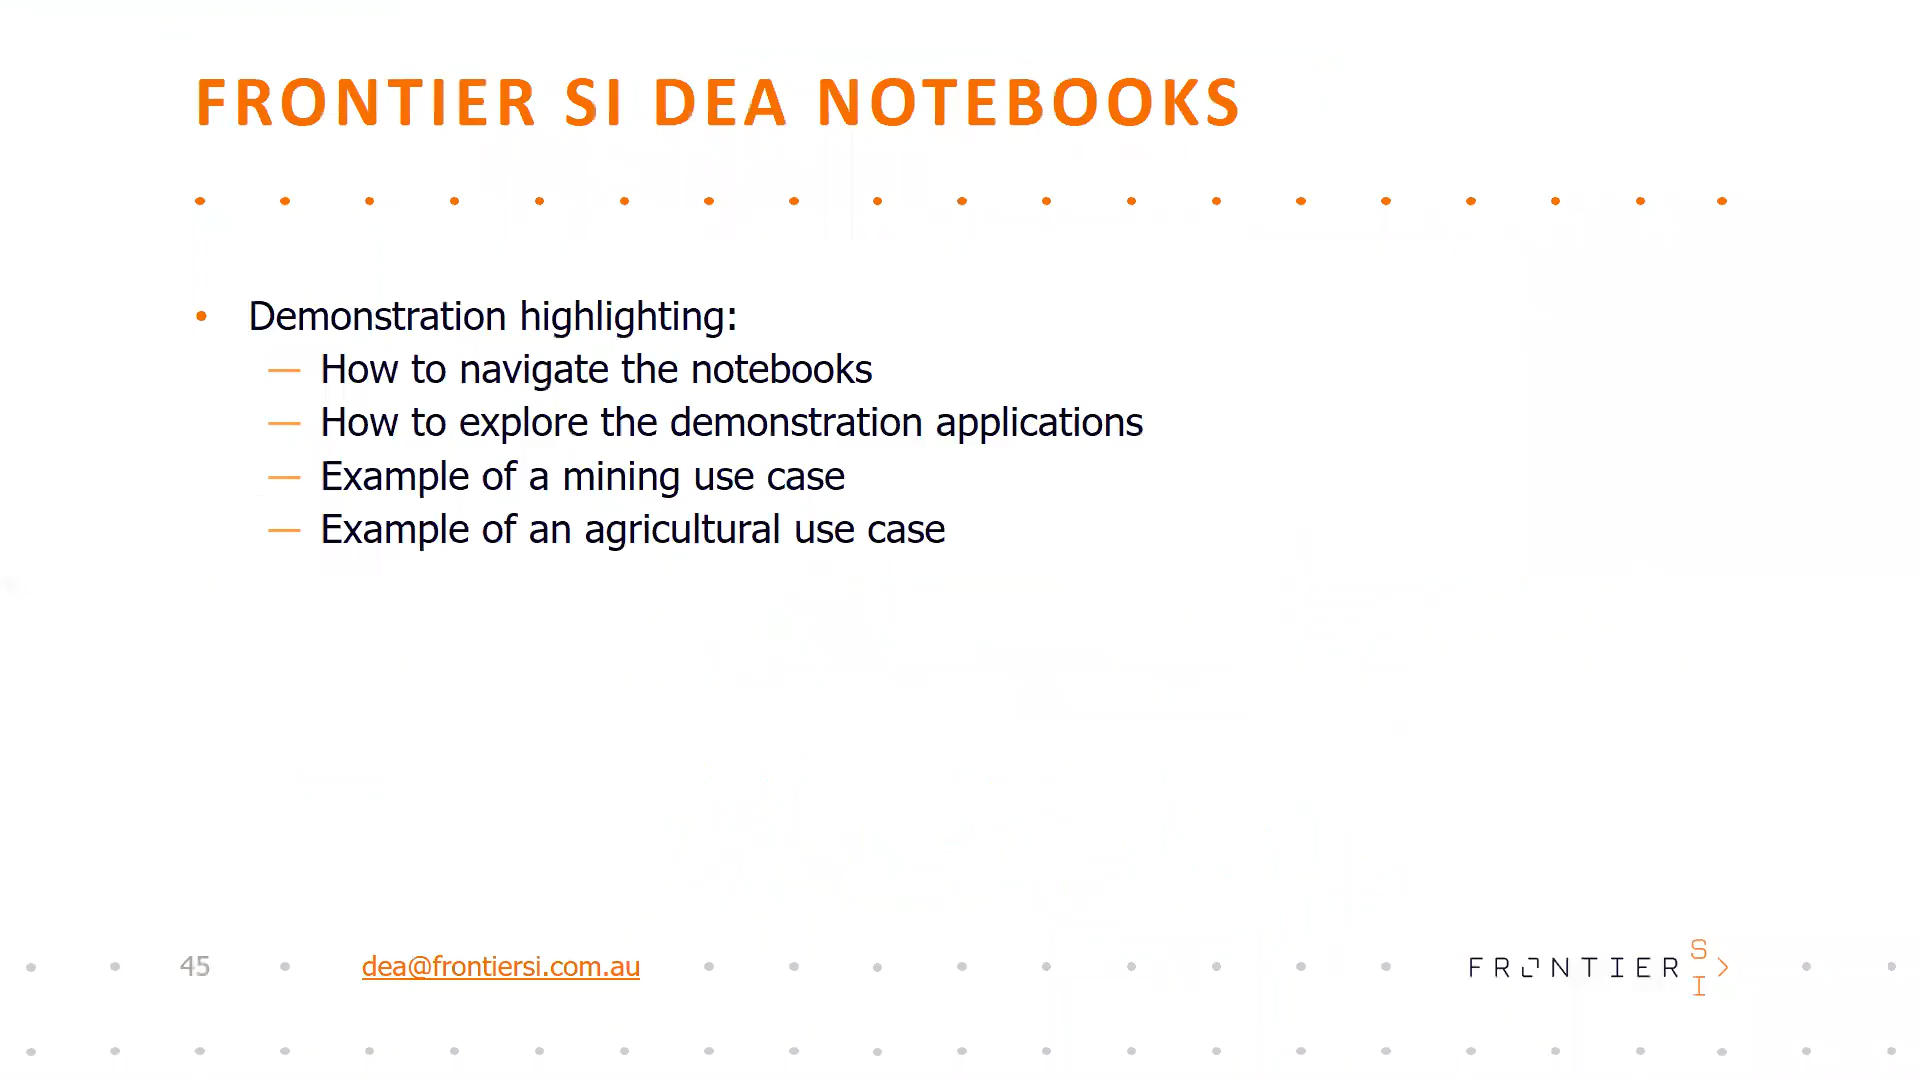 FRONTIER SI DEA NOTEBOOKS
• Demonstration highlighting:
— How to navigate the notebooks
— How to explore the demonstration applications
— Example of a mining use case
— Example of an agricultural use case
45
dea@frontiersi.com.au
FRONTIER SI